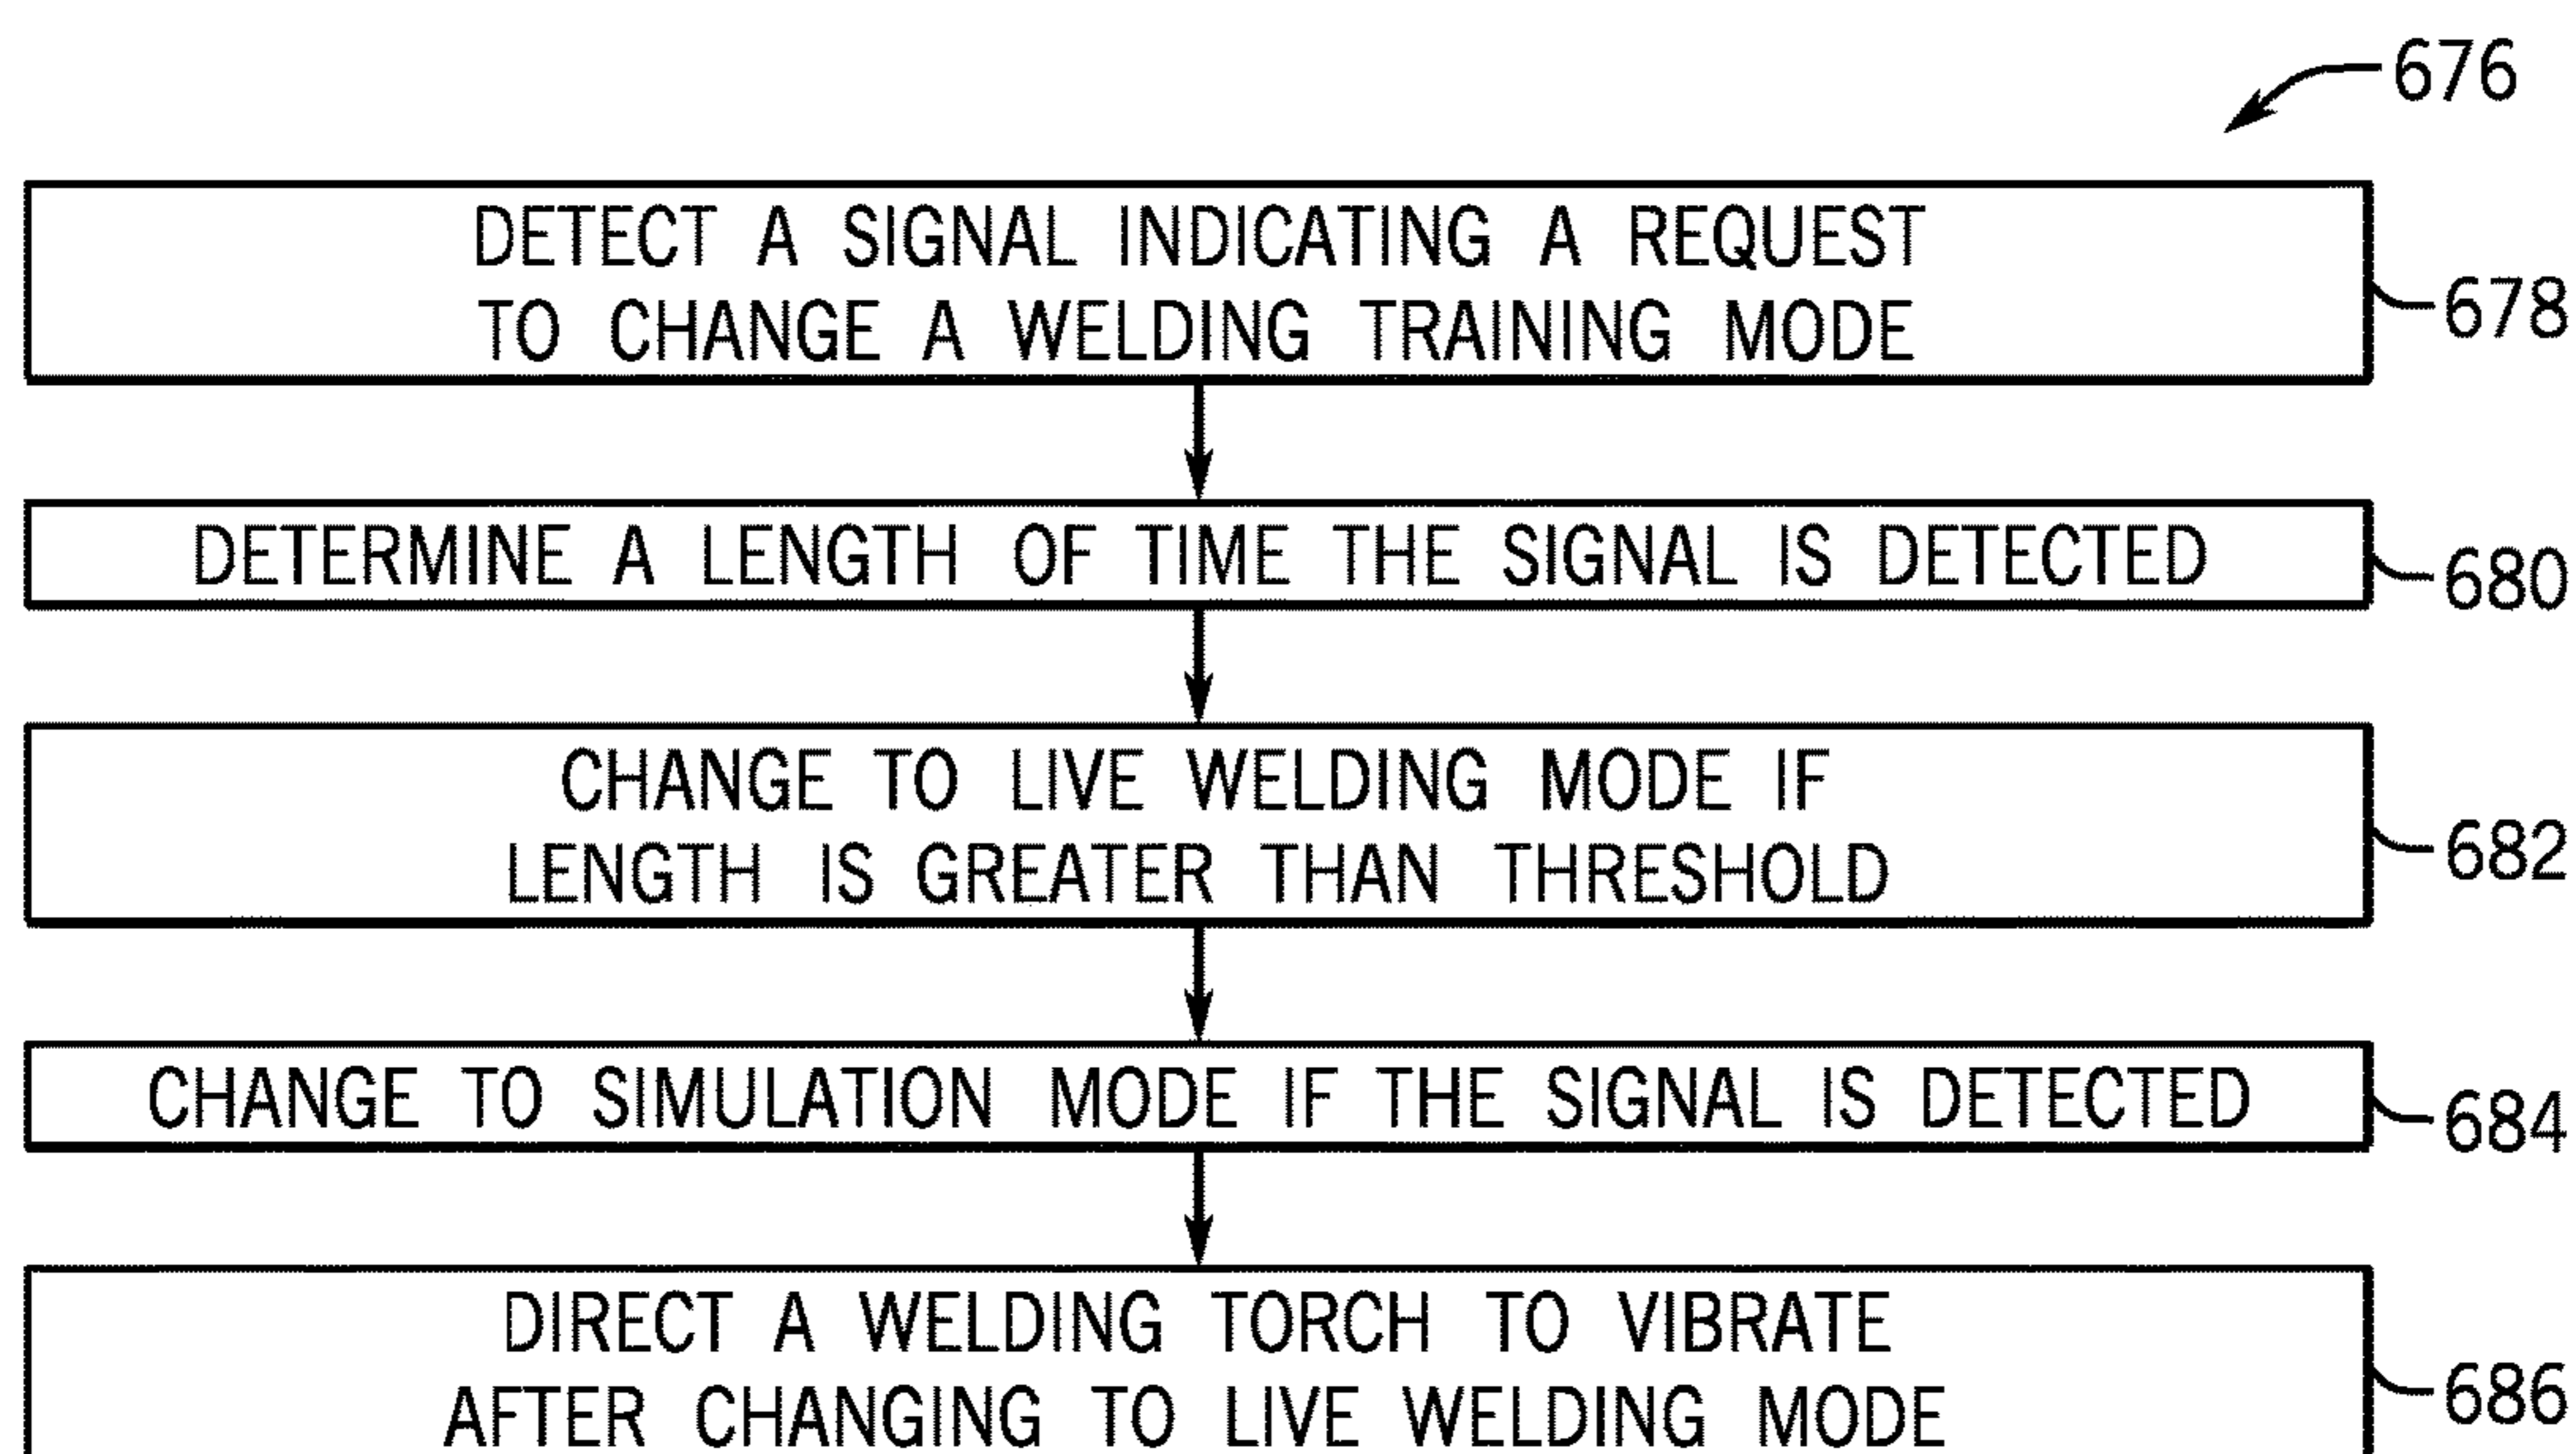 676
DETECT A SIGNAL INDICATING A REQUEST
TO CHANGE A WELDING TRAINING MODE
678
DETERMINE A LENGTH OF TIME THE SIGNAL IS DETECTED
680
CHANGE TO LIVE WELDING MODE IF
LENGTH IS GREATER THAN THRESHOLD
682
CHANGE TO SIMULATION MODE IF THE SIGNAL IS DETECTED
684
DIRECT A WELDING TORCH TO VIBRATE
AFTER CHANGING TO LIVE WELDING MODE
686